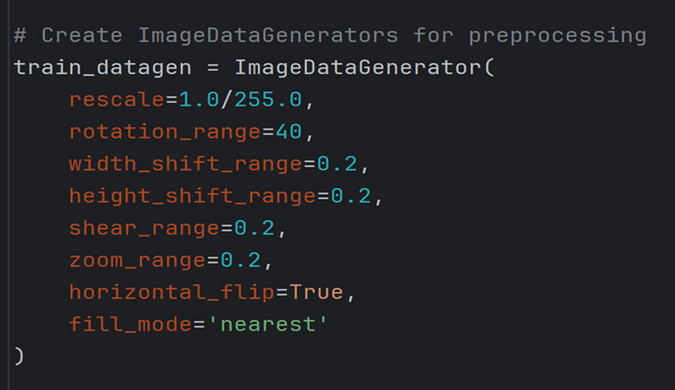 # Create ImageDataGenerators for preprocessing
train_datagen = ImageDataGenerator(
    rescale=1.0/255.0,
    rotation_range=40,
    width_shift_range=0.2,
    height_shift_range=0.2,
    shear_range=0.2,
    zoom_range=0.2,
    horizontal_flip=True,
    fill_mode='nearest'
)